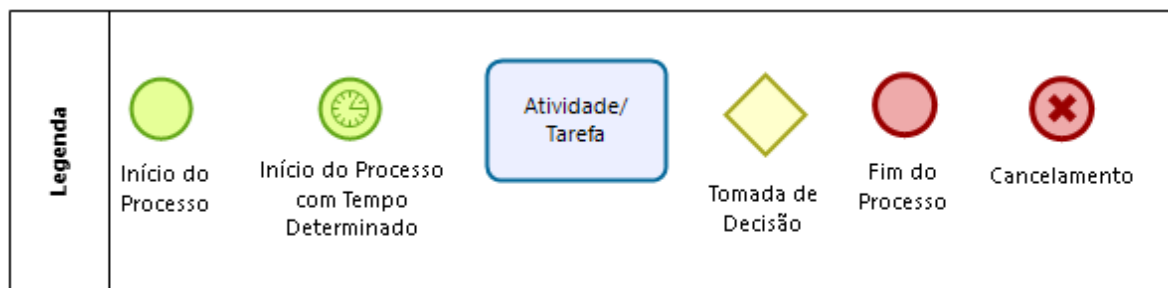 Legenda
Início do
Processo
Início do Processo
com Tempo
Determinado
Atividade/
Tarefa
Tomada de
Decisão
Fim do
Processo
Cancelamento